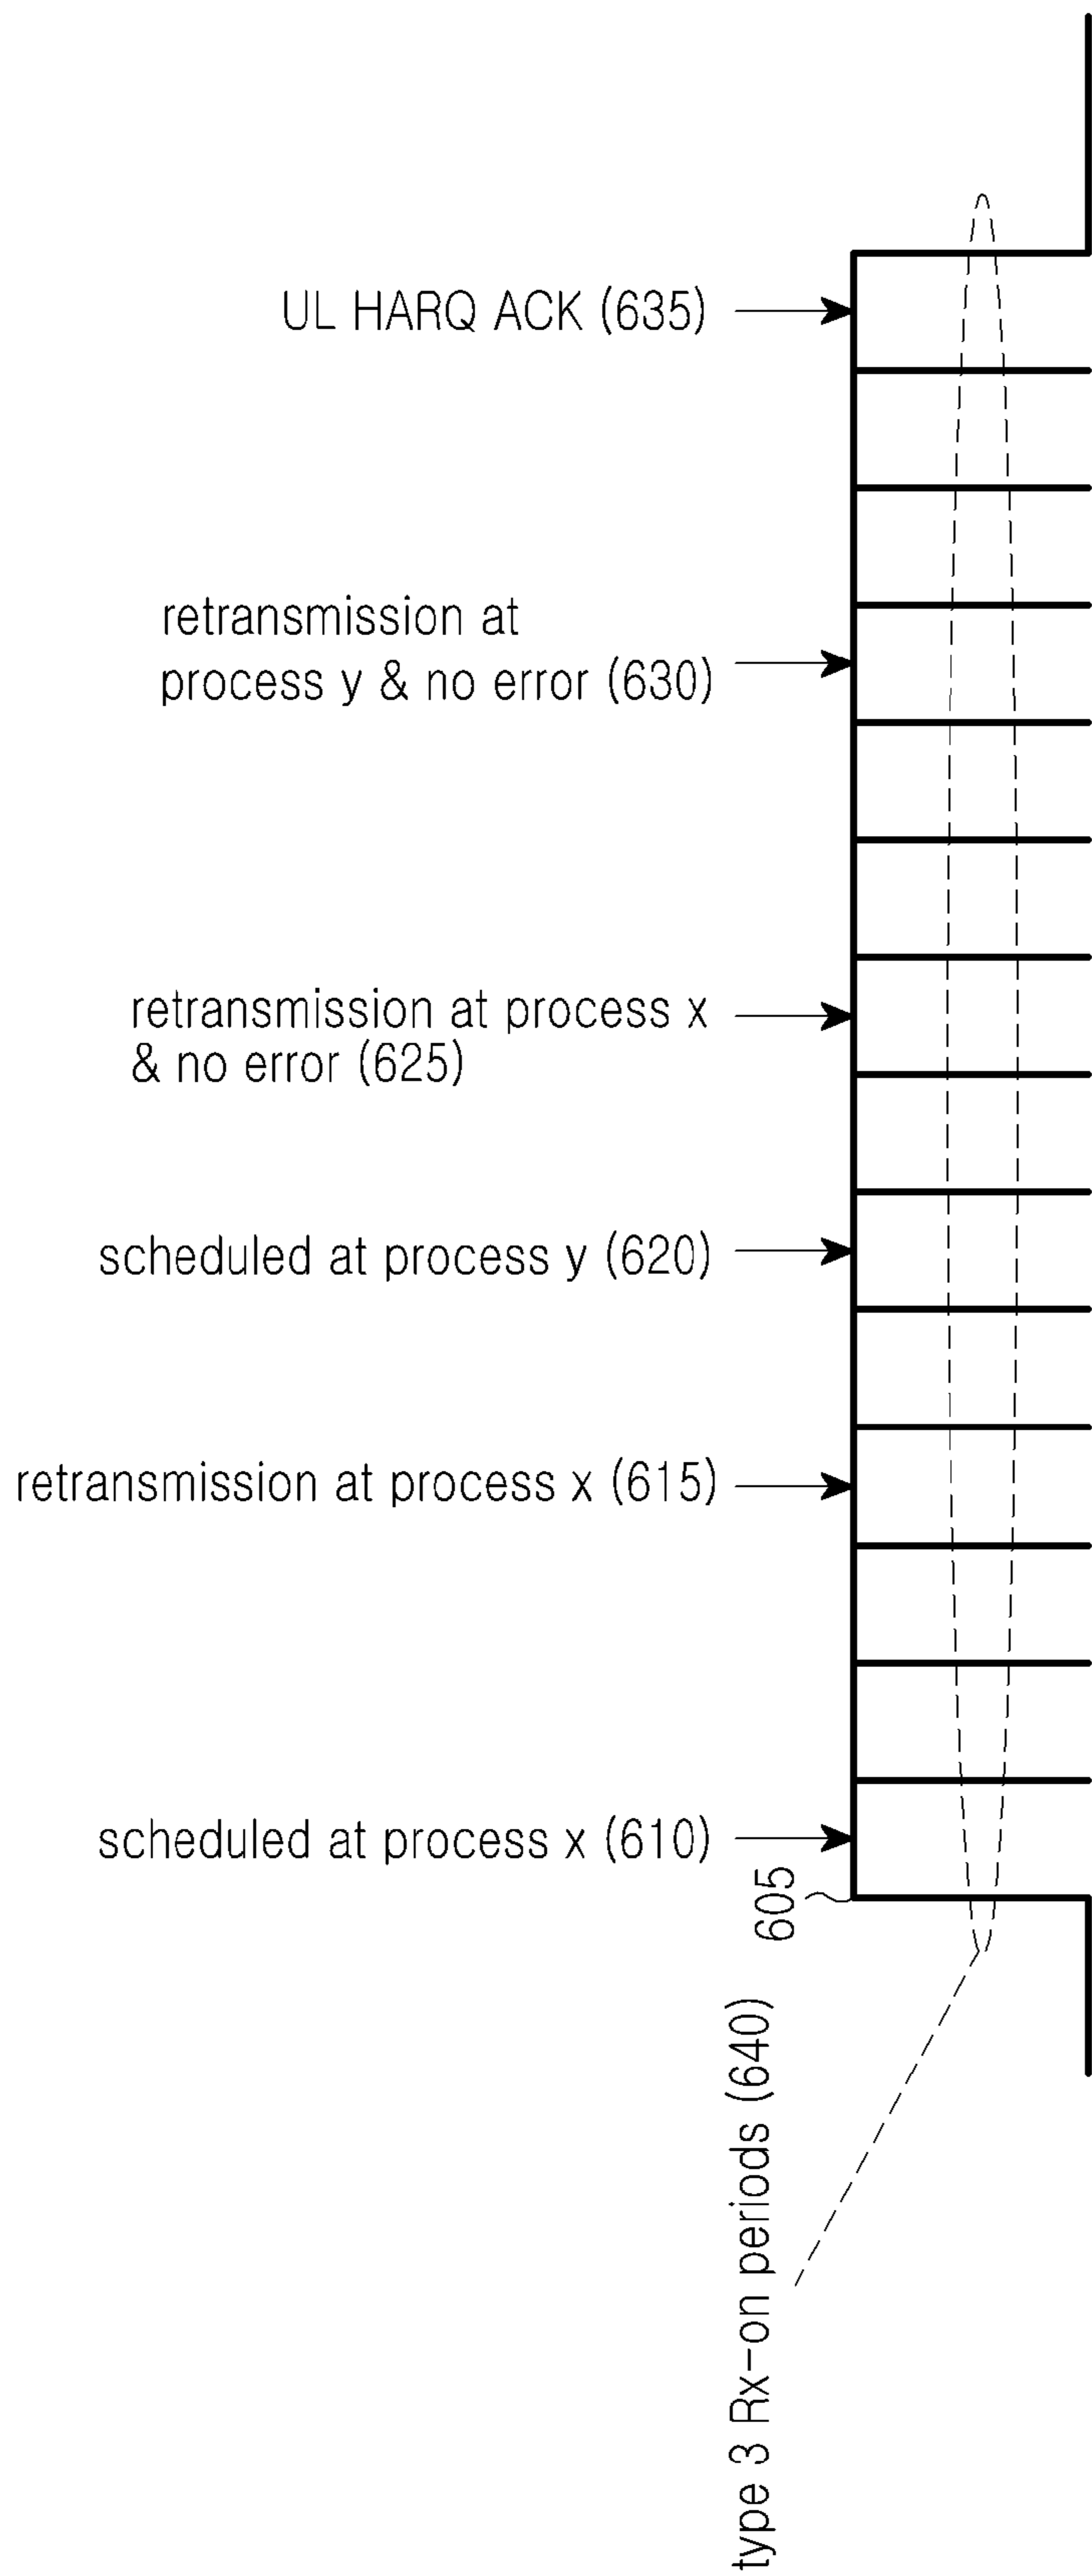 UL HARQ ACK (635)
retransmission at
process y & no error (630)
retransmission at process x
& no error (625)
scheduled at process y (620)
retransmission at process x (615)
scheduled at process x (610)
605
type 3 Rx-on periods (640)